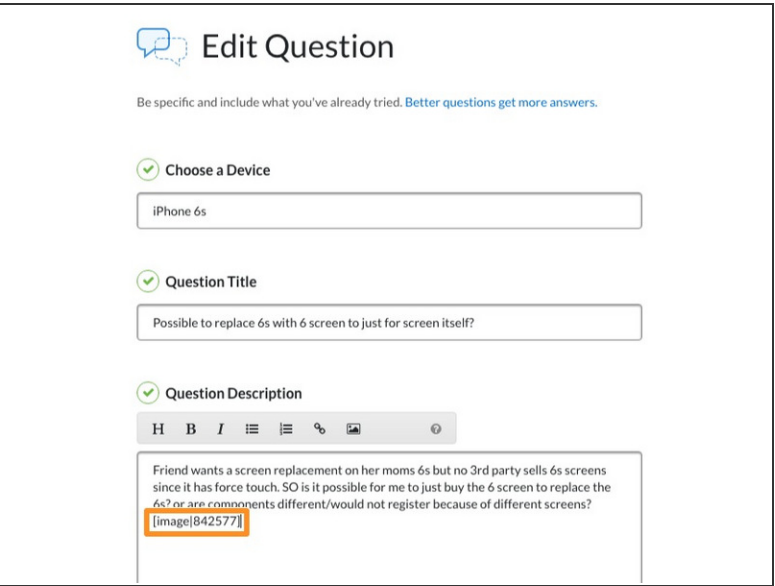 Edit Question
Be specific and include what you've already tried. Better questions get more answers.
Choose a Device
iPhone 6s
Question Title
Possible to replace 6s with 6 screen to just for screen itself?
Question Description
H B I
Friend wants a screen replacement on her moms 6s but no 3rd party sells 6s screens
since it has force touch. SO is it possible for me to just buy the 6 screen to replace the
6s? or are components different/would not register because of different screens?
[image|842577]